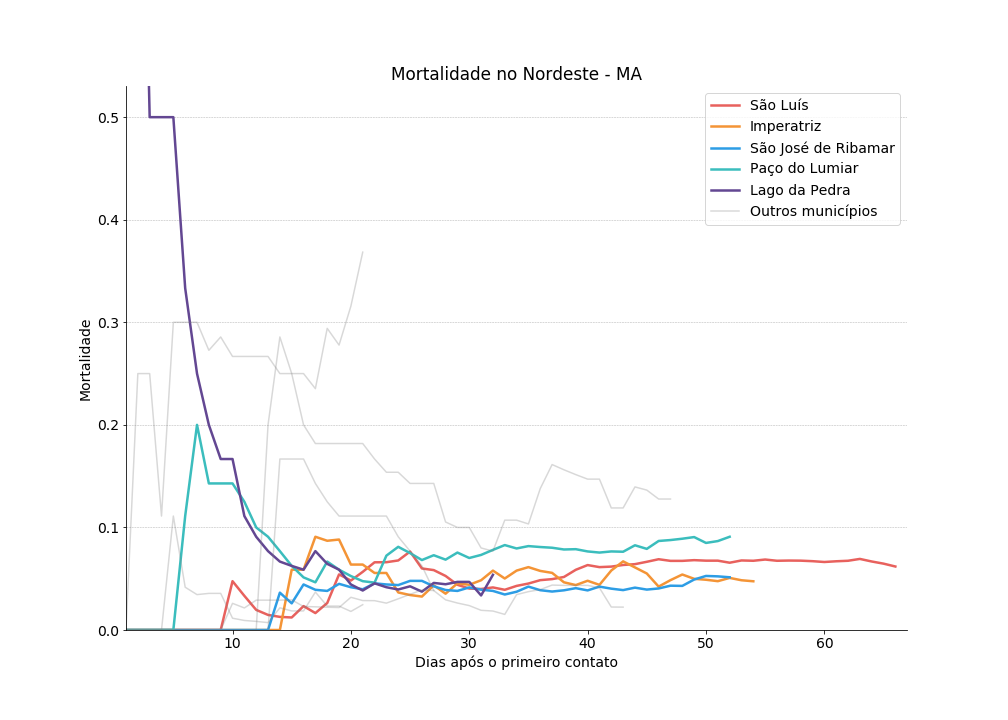 Mortalidade no Nordeste - MA
São Luís
Imperatriz
São José de Ribamar
Paço do Lumiar
Lago da Pedra
Outros municípios
Mortalidade
0.5
0.4
0.3
0.2
0.1
0.0
10
20
30
40
50
60
Dias após o primeiro contato